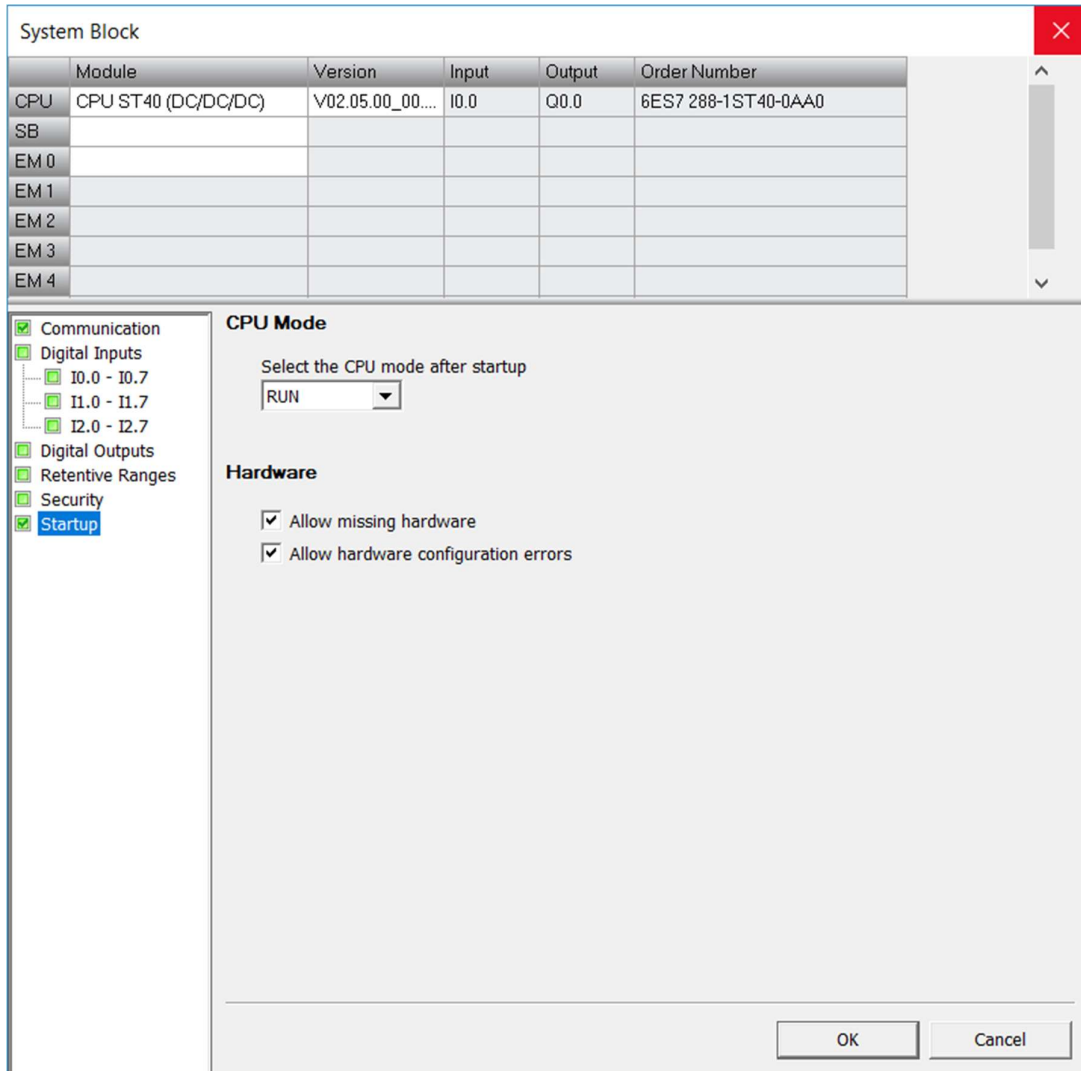 System Block
Module Version Input Output Order Number
CPU CPU ST40 (DC/DC/DC) V02.05.00_00.... I0.0 Q0.0 6ES7 288-1ST40-0AA0
SB
EM 0
EM 1
EM 2
EM 3
EM 4
Communication
Digital Inputs
I0.0 - I0.7
I1.0 - I1.7
I2.0 - I2.7
Digital Outputs
Retentive Ranges
Security
Startup
CPU Mode
Select the CPU mode after startup
RUN
Hardware
Allow missing hardware
Allow hardware configuration errors
OK Cancel